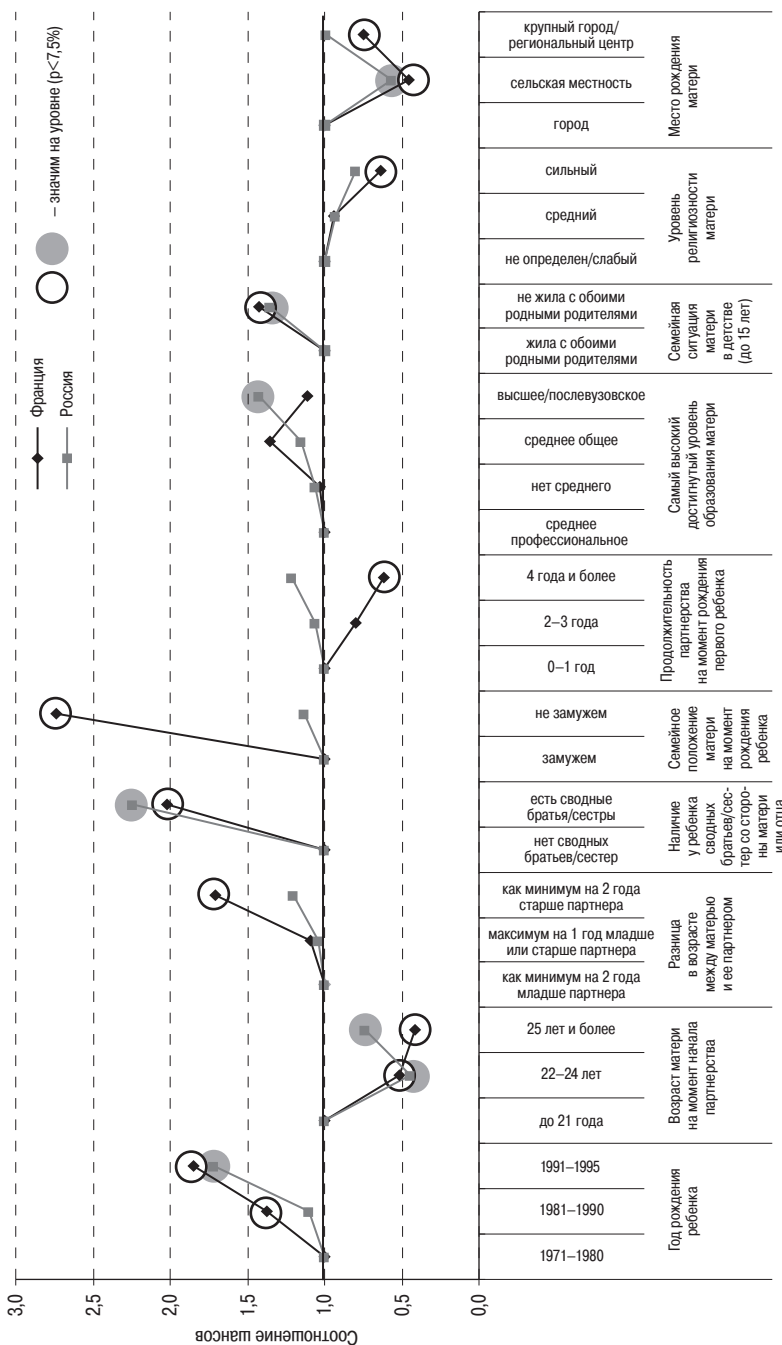 Соотношение шансов
3,0
2,5
2,0
1,5
1,0
0,5
0,0
Франция
Россия
– значим на уровне (p<7,5%)
1971–1980
1981–1990
1991–1995
Год рождения
ребенка
до 21 года
22–24 лет
25 лет и более
Возраст матери
на момент начала
партнерства
как минимум на 2 года
младше партнера
максимум на 1 год младше
или старше партнера
как минимум на 2 года
старше партнера
Разница
в возрасте
между матерью
и ее партнером
нет сводных
братьев/сестер
есть сводные
братья/сестры
Наличие
у ребенка
сводных
братьев/сес-
тер со сторо-
ны матери
или отца
замужем
не замужем
Семейное
положение
матери
на момент
рождения
ребенка
0–1 год
2–3 года
4 года и более
Продолжительность
партнерства
на момент рождения
первого ребенка
среднее
профессиональное
нет среднего
среднее общее
высшее/послевузовское
Самый высокий
достигнутый уровень
образования матери
жила с обоими
родными родителями
не жила с обоими
родными родителями
Семейная
ситуация
матери
в детстве
(до 15 лет)
не определен/слабый
средний
сильный
Уровень
религиозности
матери
город
сельская местность
крупный город/
региональный центр
Место рождения
матери